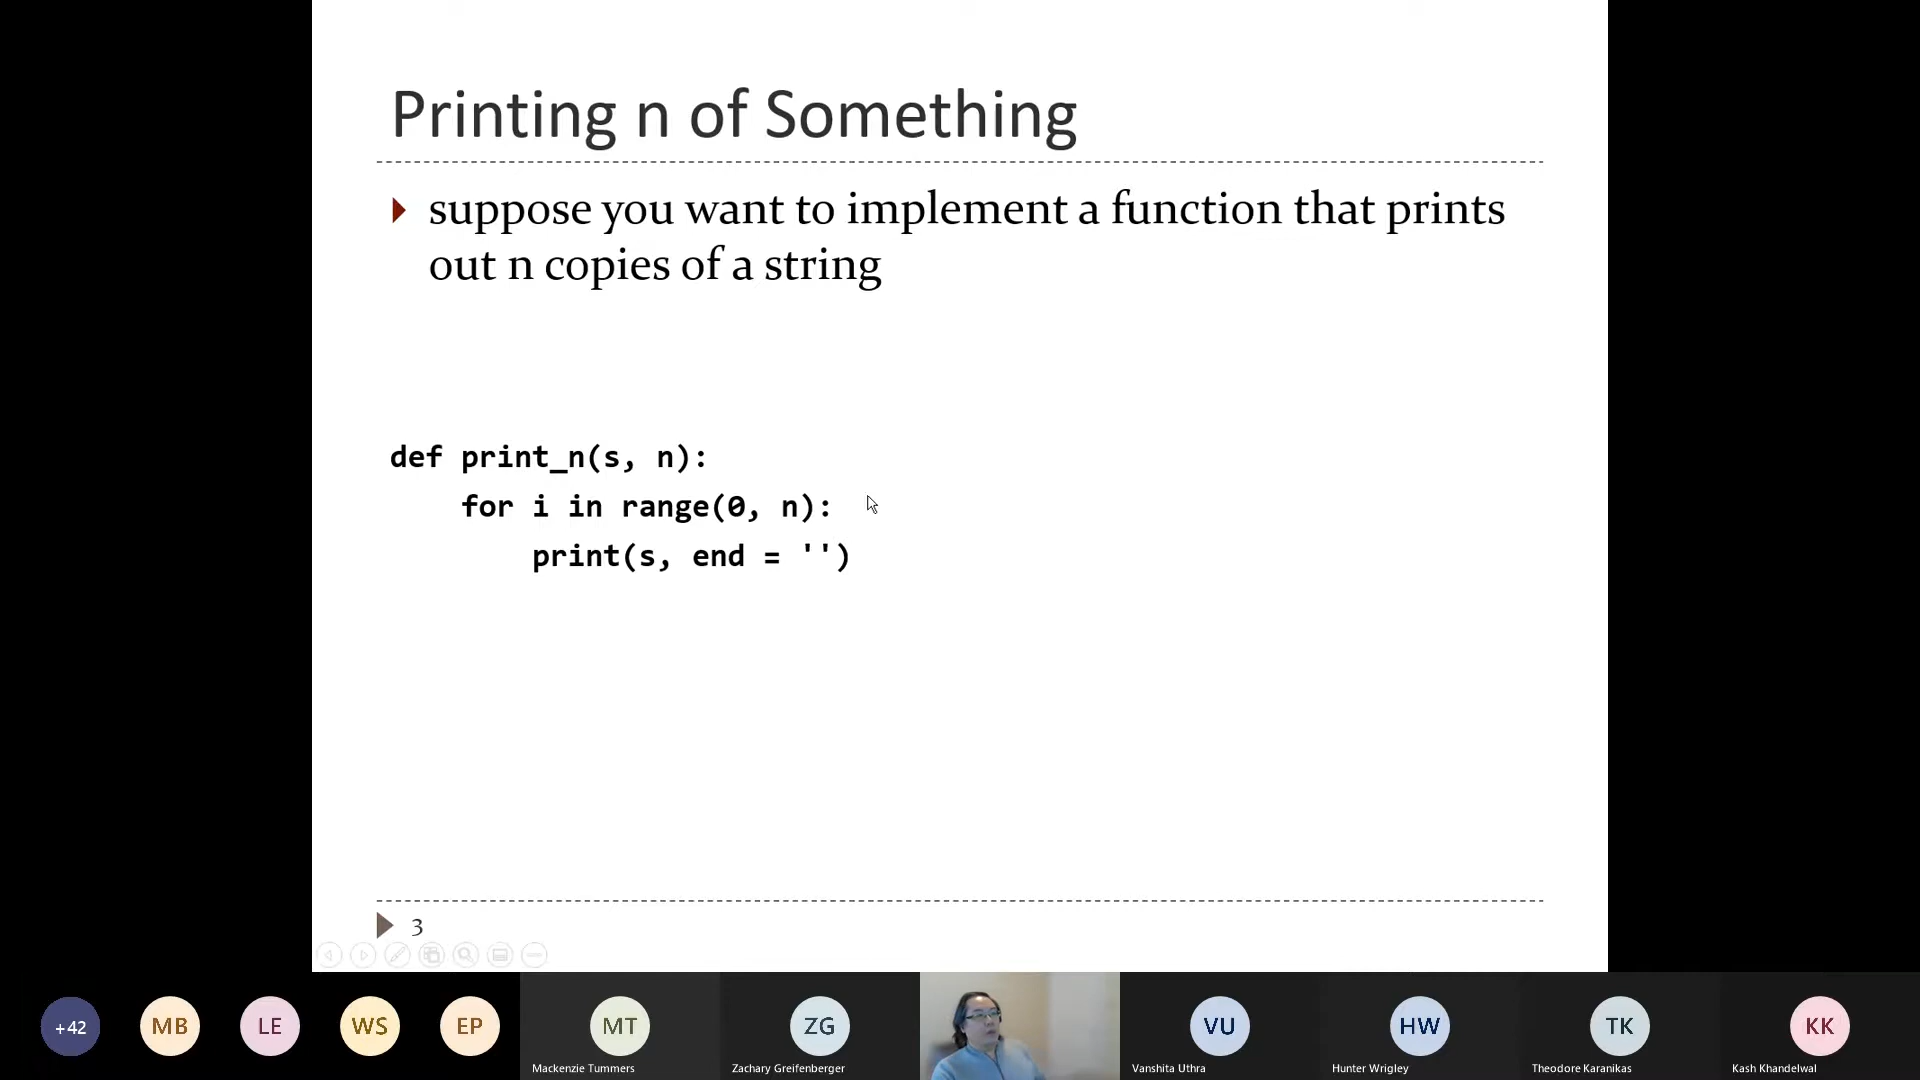 Printing n of Something
suppose you want to implement a function that prints
out n copies of a string
def print_n(s, n):
for i in range(0, n):
print(s, end = '')
3
+42
MB
LE
WS
EP
MT
ZG
VU
HW
TK
KK
Mackenzie Tummers
Zachary Greifenberger
Vanshita Uthra
Hunter Wrigley
Theodore Karanikas
Kash Khandelwal